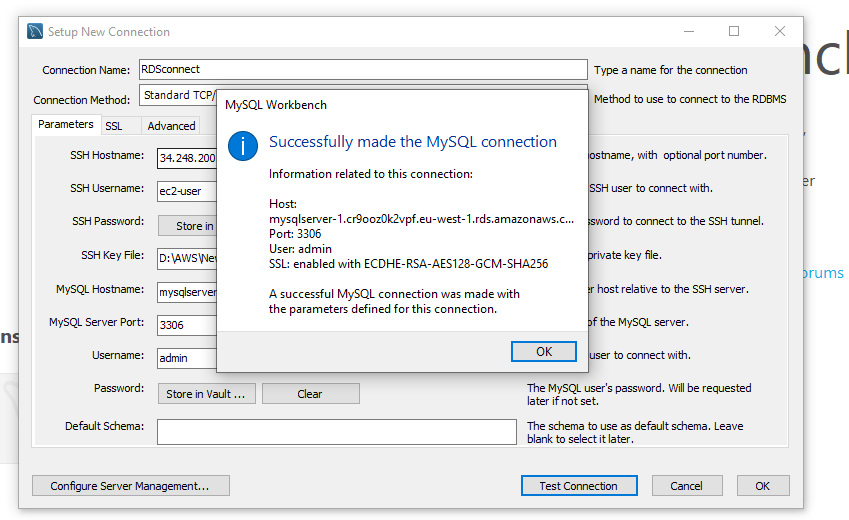 Setup New Connection
Connection Name: RDSconnect Type a name for the connection
Connection Method: Standard TCP/ Method to use to connect to the RDBMS
Parameters SSL Advanced
SSH Hostname: 34.248.200 ostname, with optional port number.
SSH Username: ec2-user SSH user to connect with.
SSH Password: Store in ssword to connect to the SSH tunnel.
SSH Key File: D:\AWS\New private key file.
MySQL Hostname: mysqlserver r host relative to the SSH server.
MySQL Server Port: 3306 of the MySQL server.
Username: admin user to connect with.
Password: Store in Vault ... Clear The MySQL user's password. Will be requested
later if not set.
Default Schema: The schema to use as default schema. Leave
blank to select it later.
Configure Server Management... Test Connection Cancel OK
MySQL Workbench
Successfully made the MySQL connection
Information related to this connection:
Host:
mysqlserver-1.cr9ooz0k2vpf.eu-west-1.rds.amazonaws.c...
Port: 3306
User: admin
SSL: enabled with ECDHE-RSA-AES128-GCM-SHA256
A successful MySQL connection was made with
the parameters defined for this connection.
OK
orums